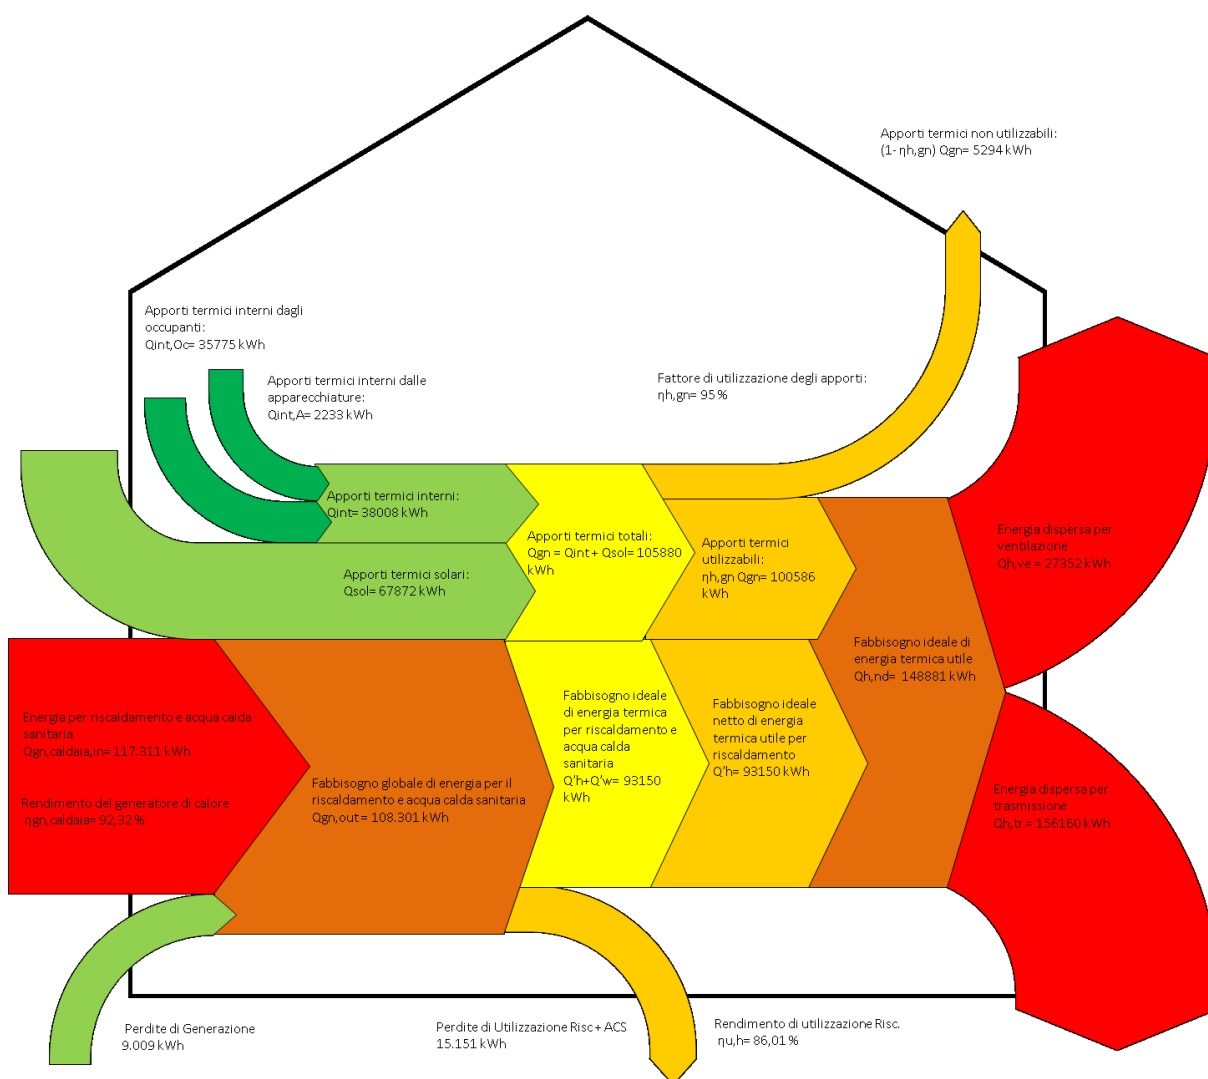 Apporti termici non utilizzabili:
(1- ηh,gn) Qgn= 5294 kWh
Apporti termici interni dagli
occupanti:
Qint,Oc= 35775 kWh
Apporti termici interni dalle
apparecchiature:
Qint,A= 2233 kWh
Fattore di utilizzazione degli apporti:
ηh,gn= 95 %
Apporti termici interni:
Qint= 38008 kWh
Apporti termici totali:
Qgn = Qint + Qsol= 105880
kWh
Apporti termici
utilizzabili:
ηh,gn Qgn= 100586
kWh
Energia dispersa per
ventilazione
Qh,ve = 27352 kWh
Apporti termici solari:
Qsol= 67872 kWh
Fabbisogno ideale di
energia termica utile
Qh,nd=  148881 kWh
Energia per riscaldamento e acqua calda
sanitaria
Qgn,caldaia,in= 117.311 kWh
Rendimento del generatore di calore
ηgn,caldaia= 92,32 %
Fabbisogno globale di energia per il
riscaldamento e acqua calda sanitaria
Qgn,out = 108.301 kWh
Fabbisogno ideale
di energia termica
per riscaldamento e
acqua calda
sanitaria
Q'h+Q'w= 93150
kWh
Fabbisogno ideale
netto di energia
termica utile per
riscaldamento
Q'h= 93150 kWh
Energia dispersa per
trasmissione
Qh,tr = 156160 kWh
Perdite di Generazione
9.009 kWh
Perdite di Utilizzazione Risc + ACS
15.151 kWh
Rendimento di utilizzazione Risc.
ηu,h= 86,01 %